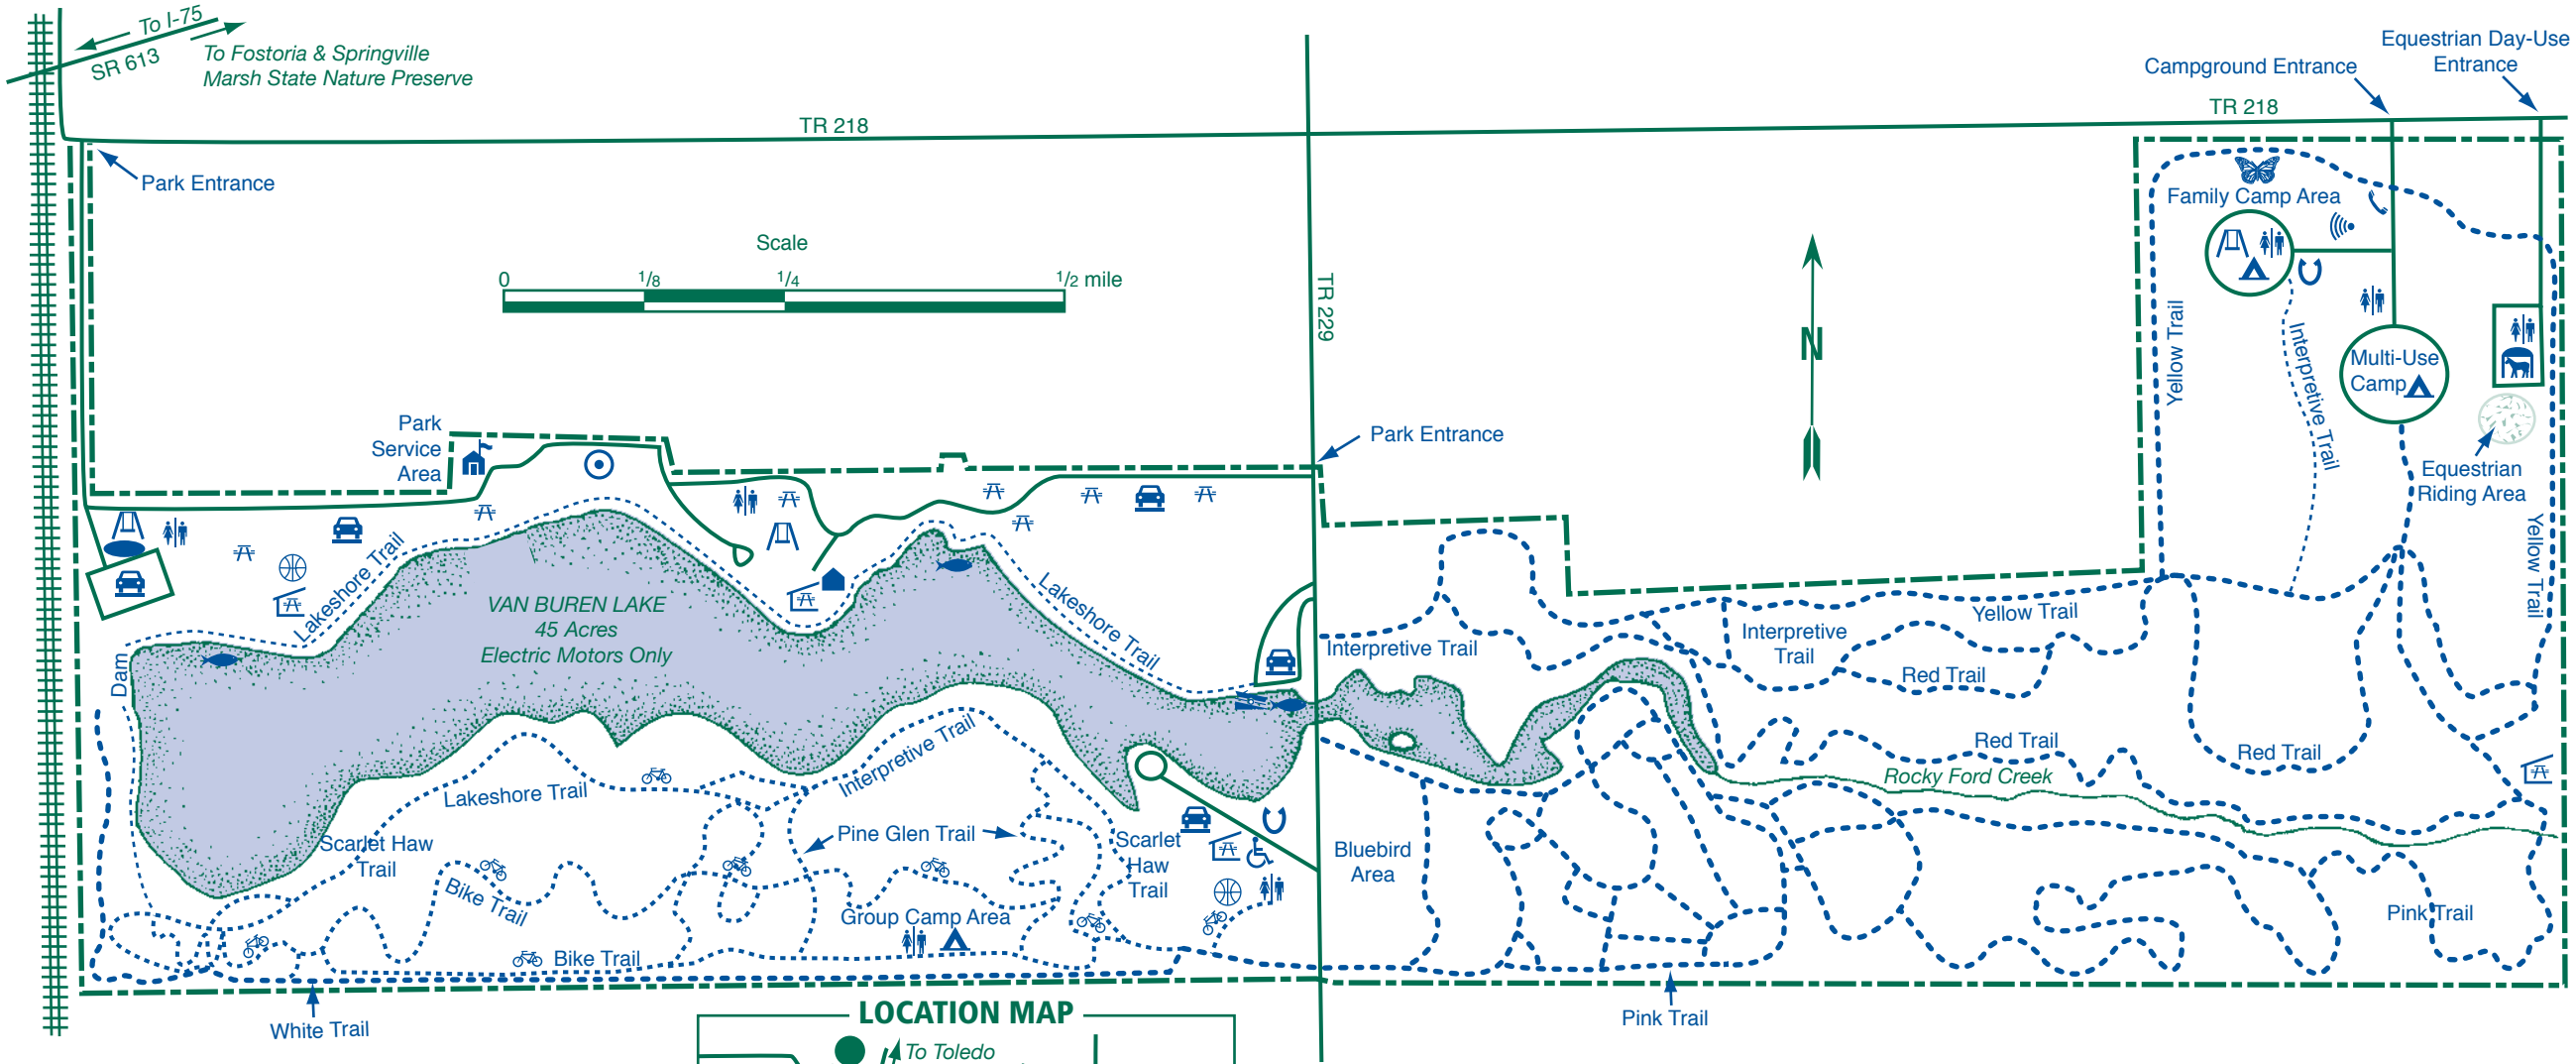 To I-75
SR 613
To Fostoria & Springville
Marsh State Nature Preserve
Equestrian Day-Use
Entrance
Campground Entrance
TR 218
TR 218
Park Entrance
Family Camp Area
Scale
0
1/8
1/4
1/2 mile
TR 229
N
Yellow Trail
Interpretive Trail
Multi-Use
Camp
Park
Service
Area
Park Entrance
Equestrian
Riding Area
Yellow Trail
Lakeshore Trail
VAN BUREN LAKE
45 Acres
Electric Motors Only
Lakeshore Trail
Interpretive Trail
Interpretive
Trail
Yellow Trail
Red Trail
Dam
Interpretive Trail
Red Trail
Red Trail
Rocky Ford Creek
Lakeshore Trail
Pine Glen Trail
Scarlet Haw
Trail
Scarlet
Haw
Trail
Bluebird
Area
Bike Trail
Group Camp Area
Pink Trail
Bike Trail
White Trail
Pink Trail
LOCATION MAP
To Toledo